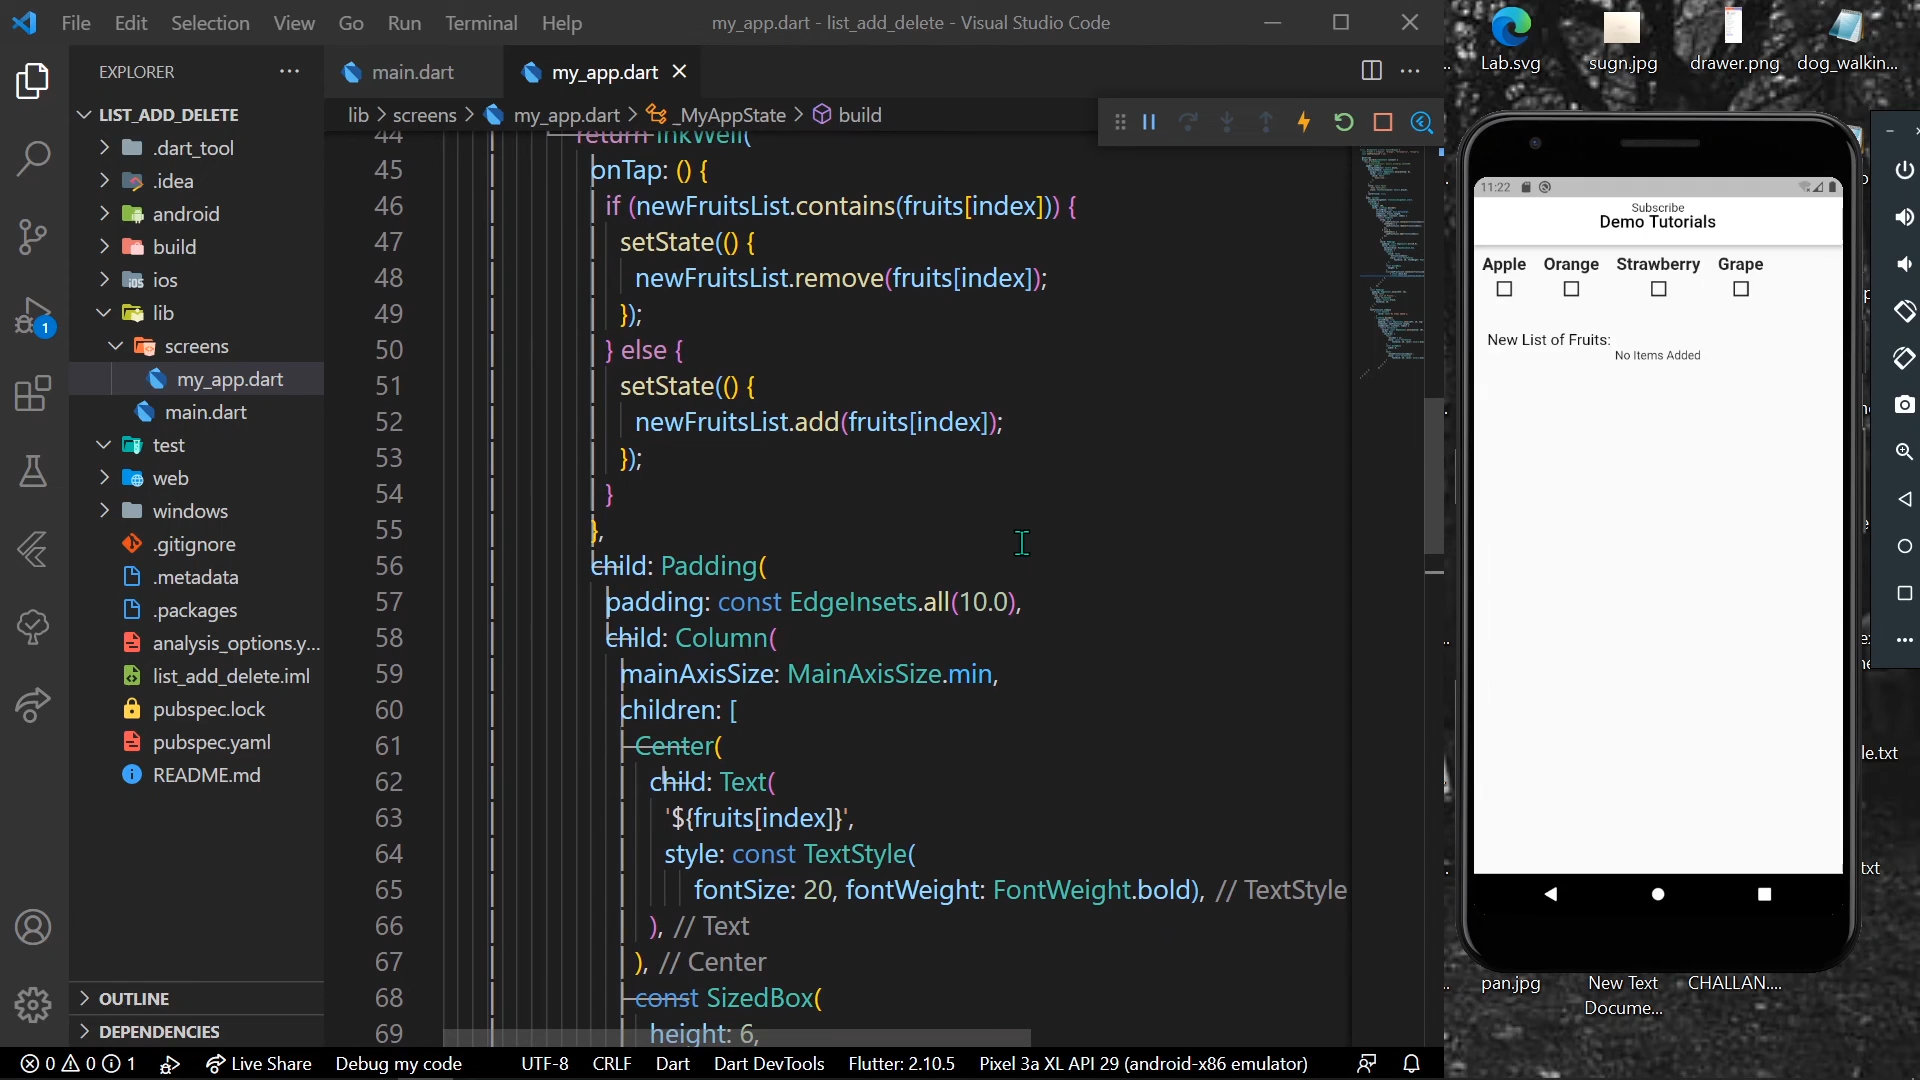 File Edit Selection View Go Run Terminal Help
my_app.dart - list_add_delete - Visual Studio Code
EXPLORER
main.dart
my_app.dart
LIST_ADD_DELETE
.dart_tool
.idea
android
build
ios
lib
screens
my_app.dart
main.dart
test
web
windows
.gitignore
.metadata
.packages
analysis_options.y...
list_add_delete.iml
pubspec.lock
pubspec.yaml
README.md
OUTLINE
DEPENDENCIES
1
lib > screens > my_app.dart > _MyAppState > build
44 return InkWell(
45 onTap: () {
46 if (newFruitsList.contains(fruits[index])) {
47 setState(() {
48 newFruitsList.remove(fruits[index]);
49 });
50 } else {
51 setState(() {
52 newFruitsList.add(fruits[index]);
53 });
54 }
55 },
56 child: Padding(
57 padding: const EdgeInsets.all(10.0),
58 child: Column(
59 mainAxisSize: MainAxisSize.min,
60 children: [
61 Center(
62 child: Text(
63 '${fruits[index]}',
64 style: const TextStyle(
65 fontSize: 20, fontWeight: FontWeight.bold), // TextStyle
66 ), // Text
67 ), // Center
68 const SizedBox(
69 height: 6,
0 0 1 Live Share Debug my code UTF-8 CRLF Dart Dart DevTools Flutter: 2.10.5 Pixel 3a XL API 29 (android-x86 emulator)
Lab.svg sugn.jpg drawer.png dog_walkin...
11:22
Subscribe
Demo Tutorials
Apple Orange Strawberry Grape
New List of Fruits:
No Items Added
le.txt
txt
pan.jpg New Text Docume... CHALLAN....